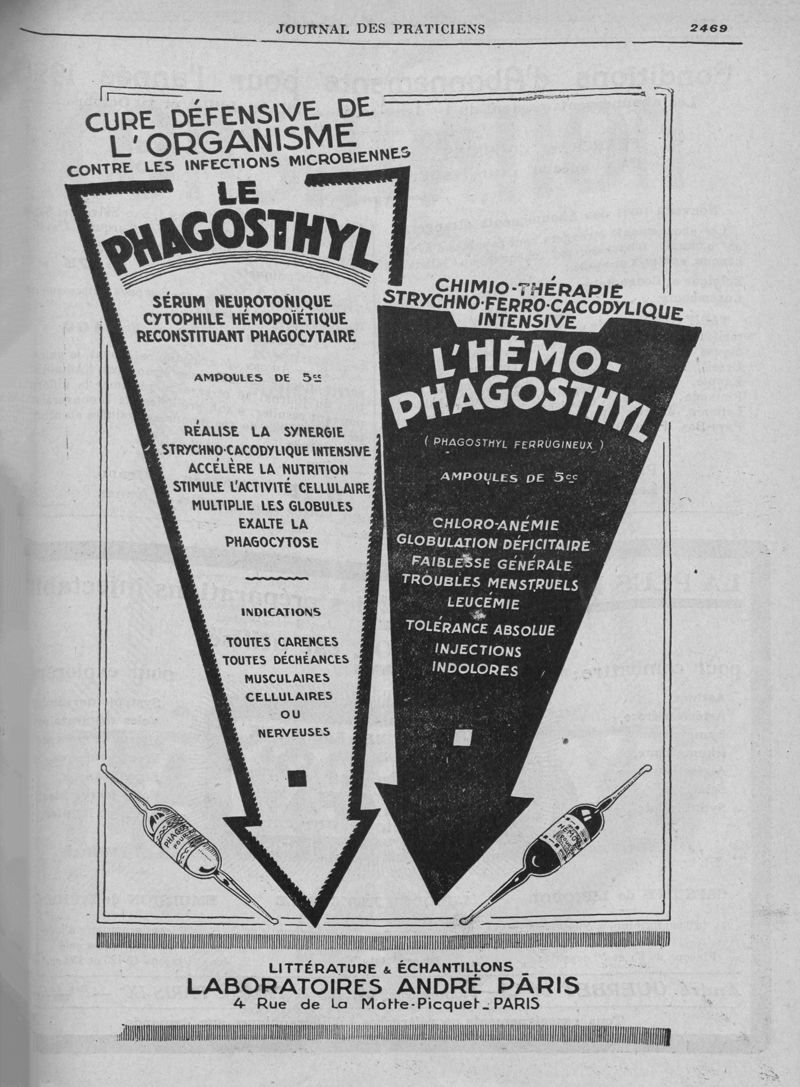 JOURNAL DES PRATICIENS
2469
CURE DÉFENSIVE DE
L'ORGANISME
CONTRE LES INFECTIONS MICROBIENNES
LE
PHAGOSTHYL
SÉRUM NEUROTONIQUE
CYTOPHILE HÉMOPOÏÉTIQUE
RECONSTITUANT PHAGOCYTAIRE
AMPOULES DE 5cc
RÉALISE LA SYNERGIE
STRYCHNO-CACODYLIQUE INTENSIVE
ACCÉLÈRE LA NUTRITION
STIMULE L'ACTIVITÉ CELLULAIRE
MULTIPLIE LES GLOBULES
EXALTE LA
PHAGOCYTOSE
INDICATIONS
TOUTES CARENCES
TOUTES DÉCHÉANCES
MUSCULAIRES
CELLULAIRES
OU
NERVEUSES
CHIMIO-THÉRAPIE
STRYCHNO-FERRO-CACODYLIQUE
INTENSIVE
L'HÉMO-
PHAGOSTHYL
(PHAGOSTHYL FERRUGINEUX)
AMPOULES DE 5cc
CHLORO-ANÉMIE
GLOBULATION DÉFICITAIRE
FAIBLESSE GÉNÉRALE
TROUBLES MENSTRUELS
LEUCÉMIE
TOLÉRANCE ABSOLUE
INJECTIONS
INDOLORES
LITTÉRATURE & ÉCHANTILLONS
LABORATOIRES ANDRÉ PÂRIS
4 Rue de La Motte-Picquet_PARIS